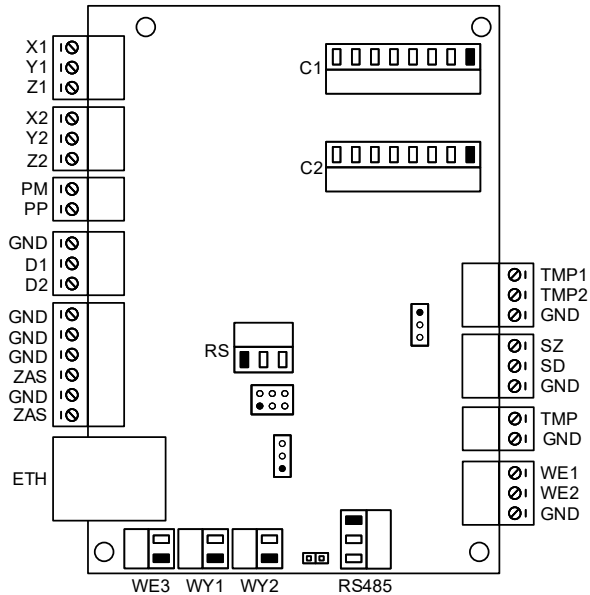 X1
Y1
Z1
X2
Y2
Z2
PM
PP
GND
D1
D2
GND
GND
GND
ZAS
GND
ZAS
ETH
C1
C2
RS
TMP1
TMP2
GND
SZ
SD
GND
TMP
GND
WE1
WE2
GND
WE3 WY1 WY2 RS485